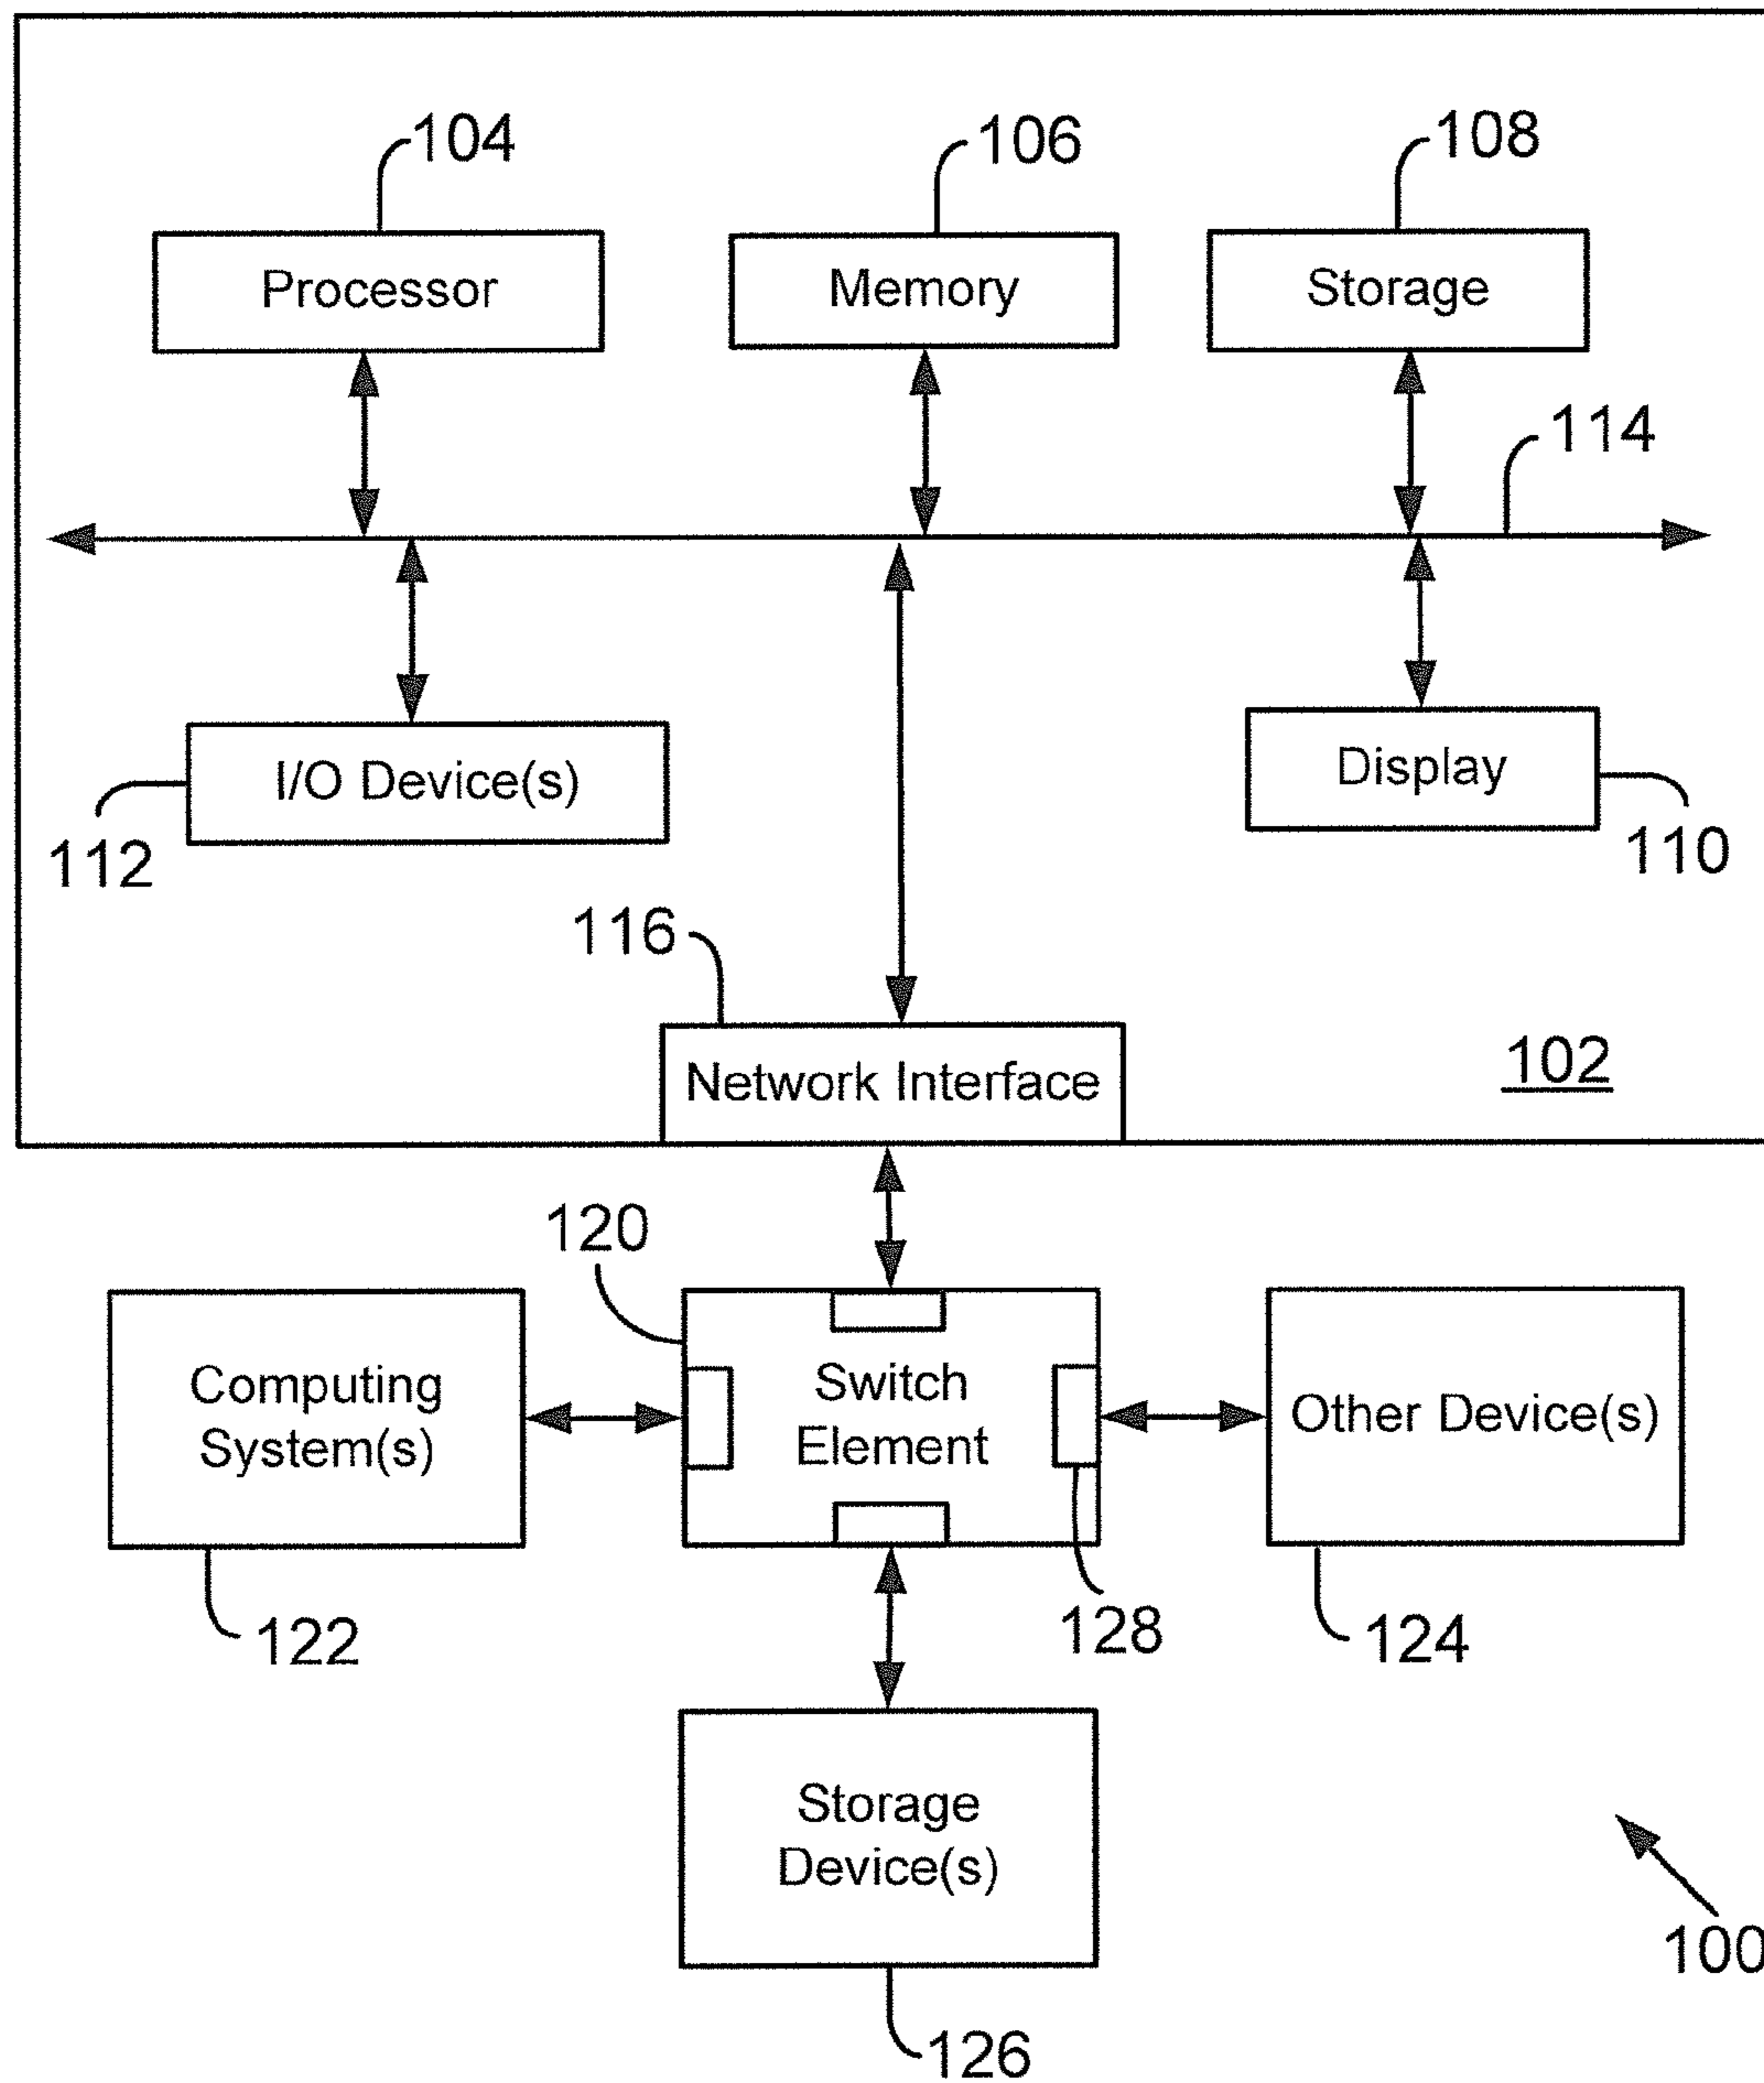 104
106
108
Processor
Memory
Storage
114
I/O Device(s)
Display
112
110
116
Network Interface
102
120
Computing
System(s)
Switch
Element
Other Device(s)
122
128
124
Storage
Device(s)
100
126